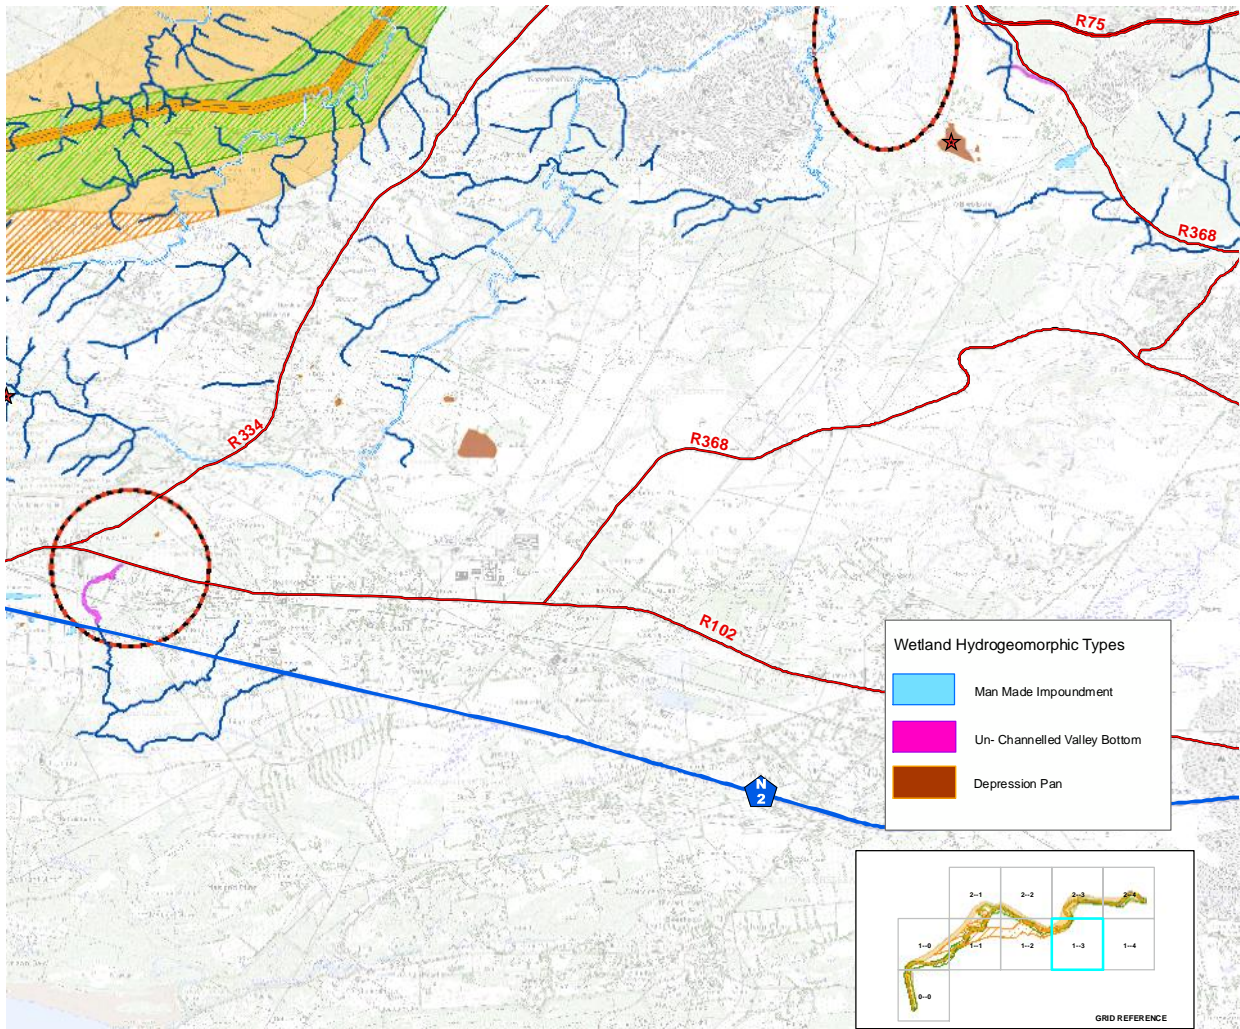 R75
R368
R334
R368
R102
N
2
Wetland Hydrogeomorphic Types
Man Made Impoundment
Un- Channelled Valley Bottom
Depression Pan
2--1
2--2
2--3
2--4
1--0
1--1
1--2
1--3
1--4
0--0
GRID REFERENCE